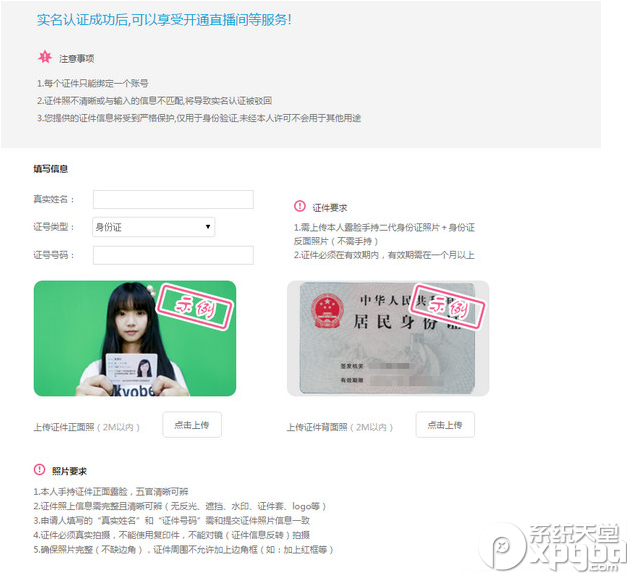 实名认证成功后,可以享受开通直播间等服务!
注意事项
1.每个证件只能绑定一个账号
2.证件照不清晰或与输入的信息不匹配,将导致实名认证被驳回
3.您提供的证件信息将受到严格保护,仅用于身份验证,未经本人许可不会用于其他用途
填写信息
真实姓名：
证号类型：
身份证
证号号码：
证件要求
1.需上传本人露脸手持二代身份证照片＋身份证
反面照片（不需手持）
2.证件必须在有效期内，有效期需在一个月以上
示例
kyobe
示例
中华人民共和国
居民身份证
签发机关
有效期限
上传证件正面照（2M以内）
点击上传
上传证件背面照（2M以内）
点击上传
照片要求
1.本人手持证件正面露脸，五官清晰可辨
2.证件照上信息需完整且清晰可辨（无反光、遮挡、水印、证件套、logo等）
3.申请人填写的“真实姓名”和“证件号码”需和提交证件照片信息一致
4.证件必须真实拍摄，不能使用复印件，不能对镜（证件信息反转）拍摄
5.确保照片完整（不缺边角），证件周围不允许加上边角框（如：加上红框等）
系统天堂
xpgod
.com